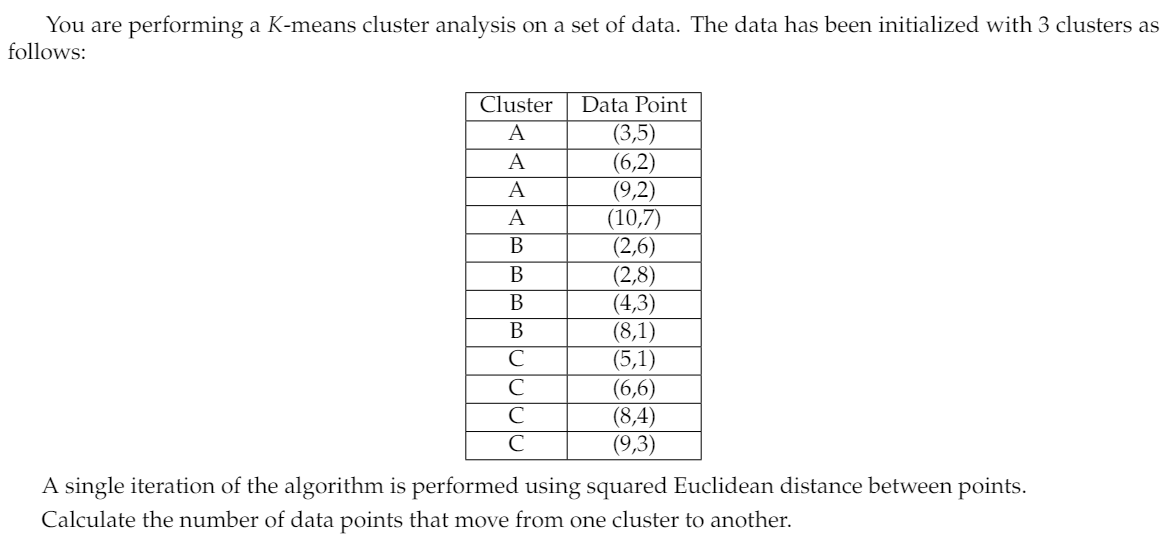 You are performing a K-means cluster analysis on a set of data. The data has been initialized with 3 clusters as
follows:
Cluster Data Point
A (3,5)
A (6,2)
A (9,2)
A (10,7)
B (2,6)
B (2,8)
B (4,3)
B (8,1)
C (5,1)
C (6,6)
C (8,4)
C (9,3)
A single iteration of the algorithm is performed using squared Euclidean distance between points.
Calculate the number of data points that move from one cluster to another.